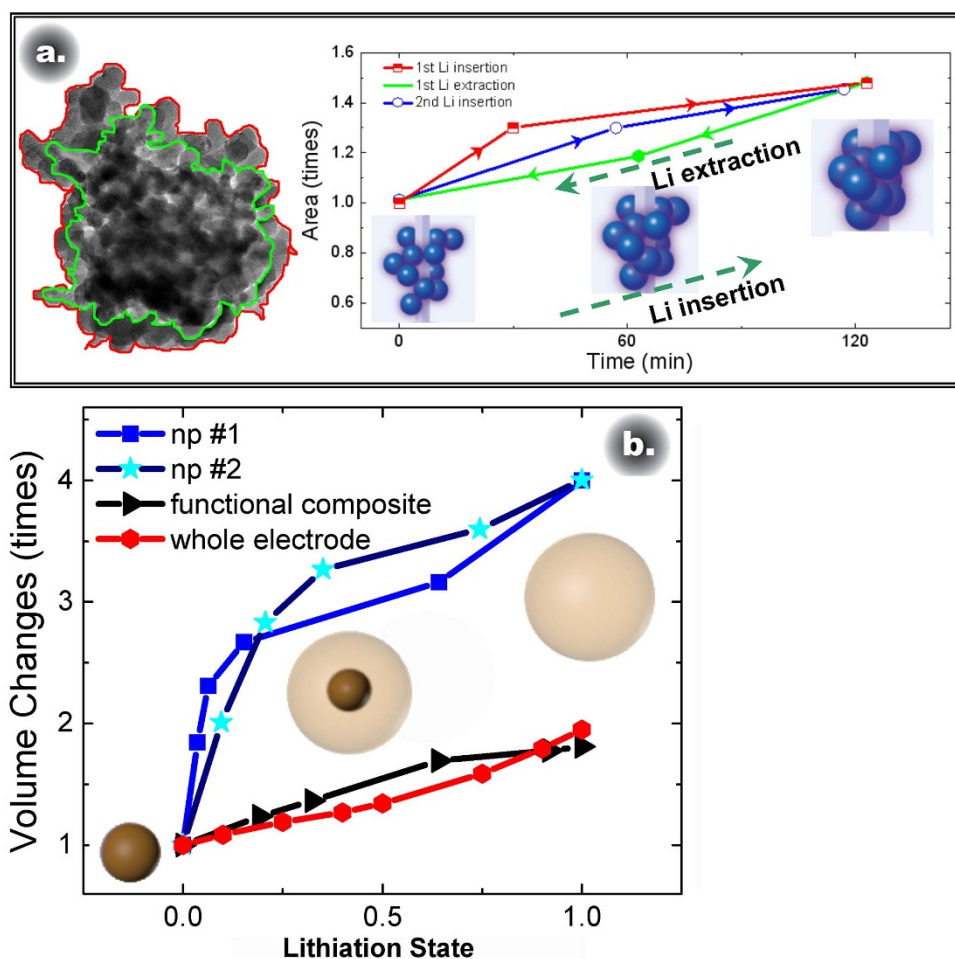 a.
1st Li insertion
1st Li extraction
2nd Li insertion
Area (times)
1.6
1.4
1.2
1.0
0.8
0.6
Li extraction
Li insertion
0
60
120
Time (min)
b.
np #1
np #2
functional composite
whole electrode
Volume Changes (times)
4
3
2
1
0.0
0.5
1.0
Lithiation State